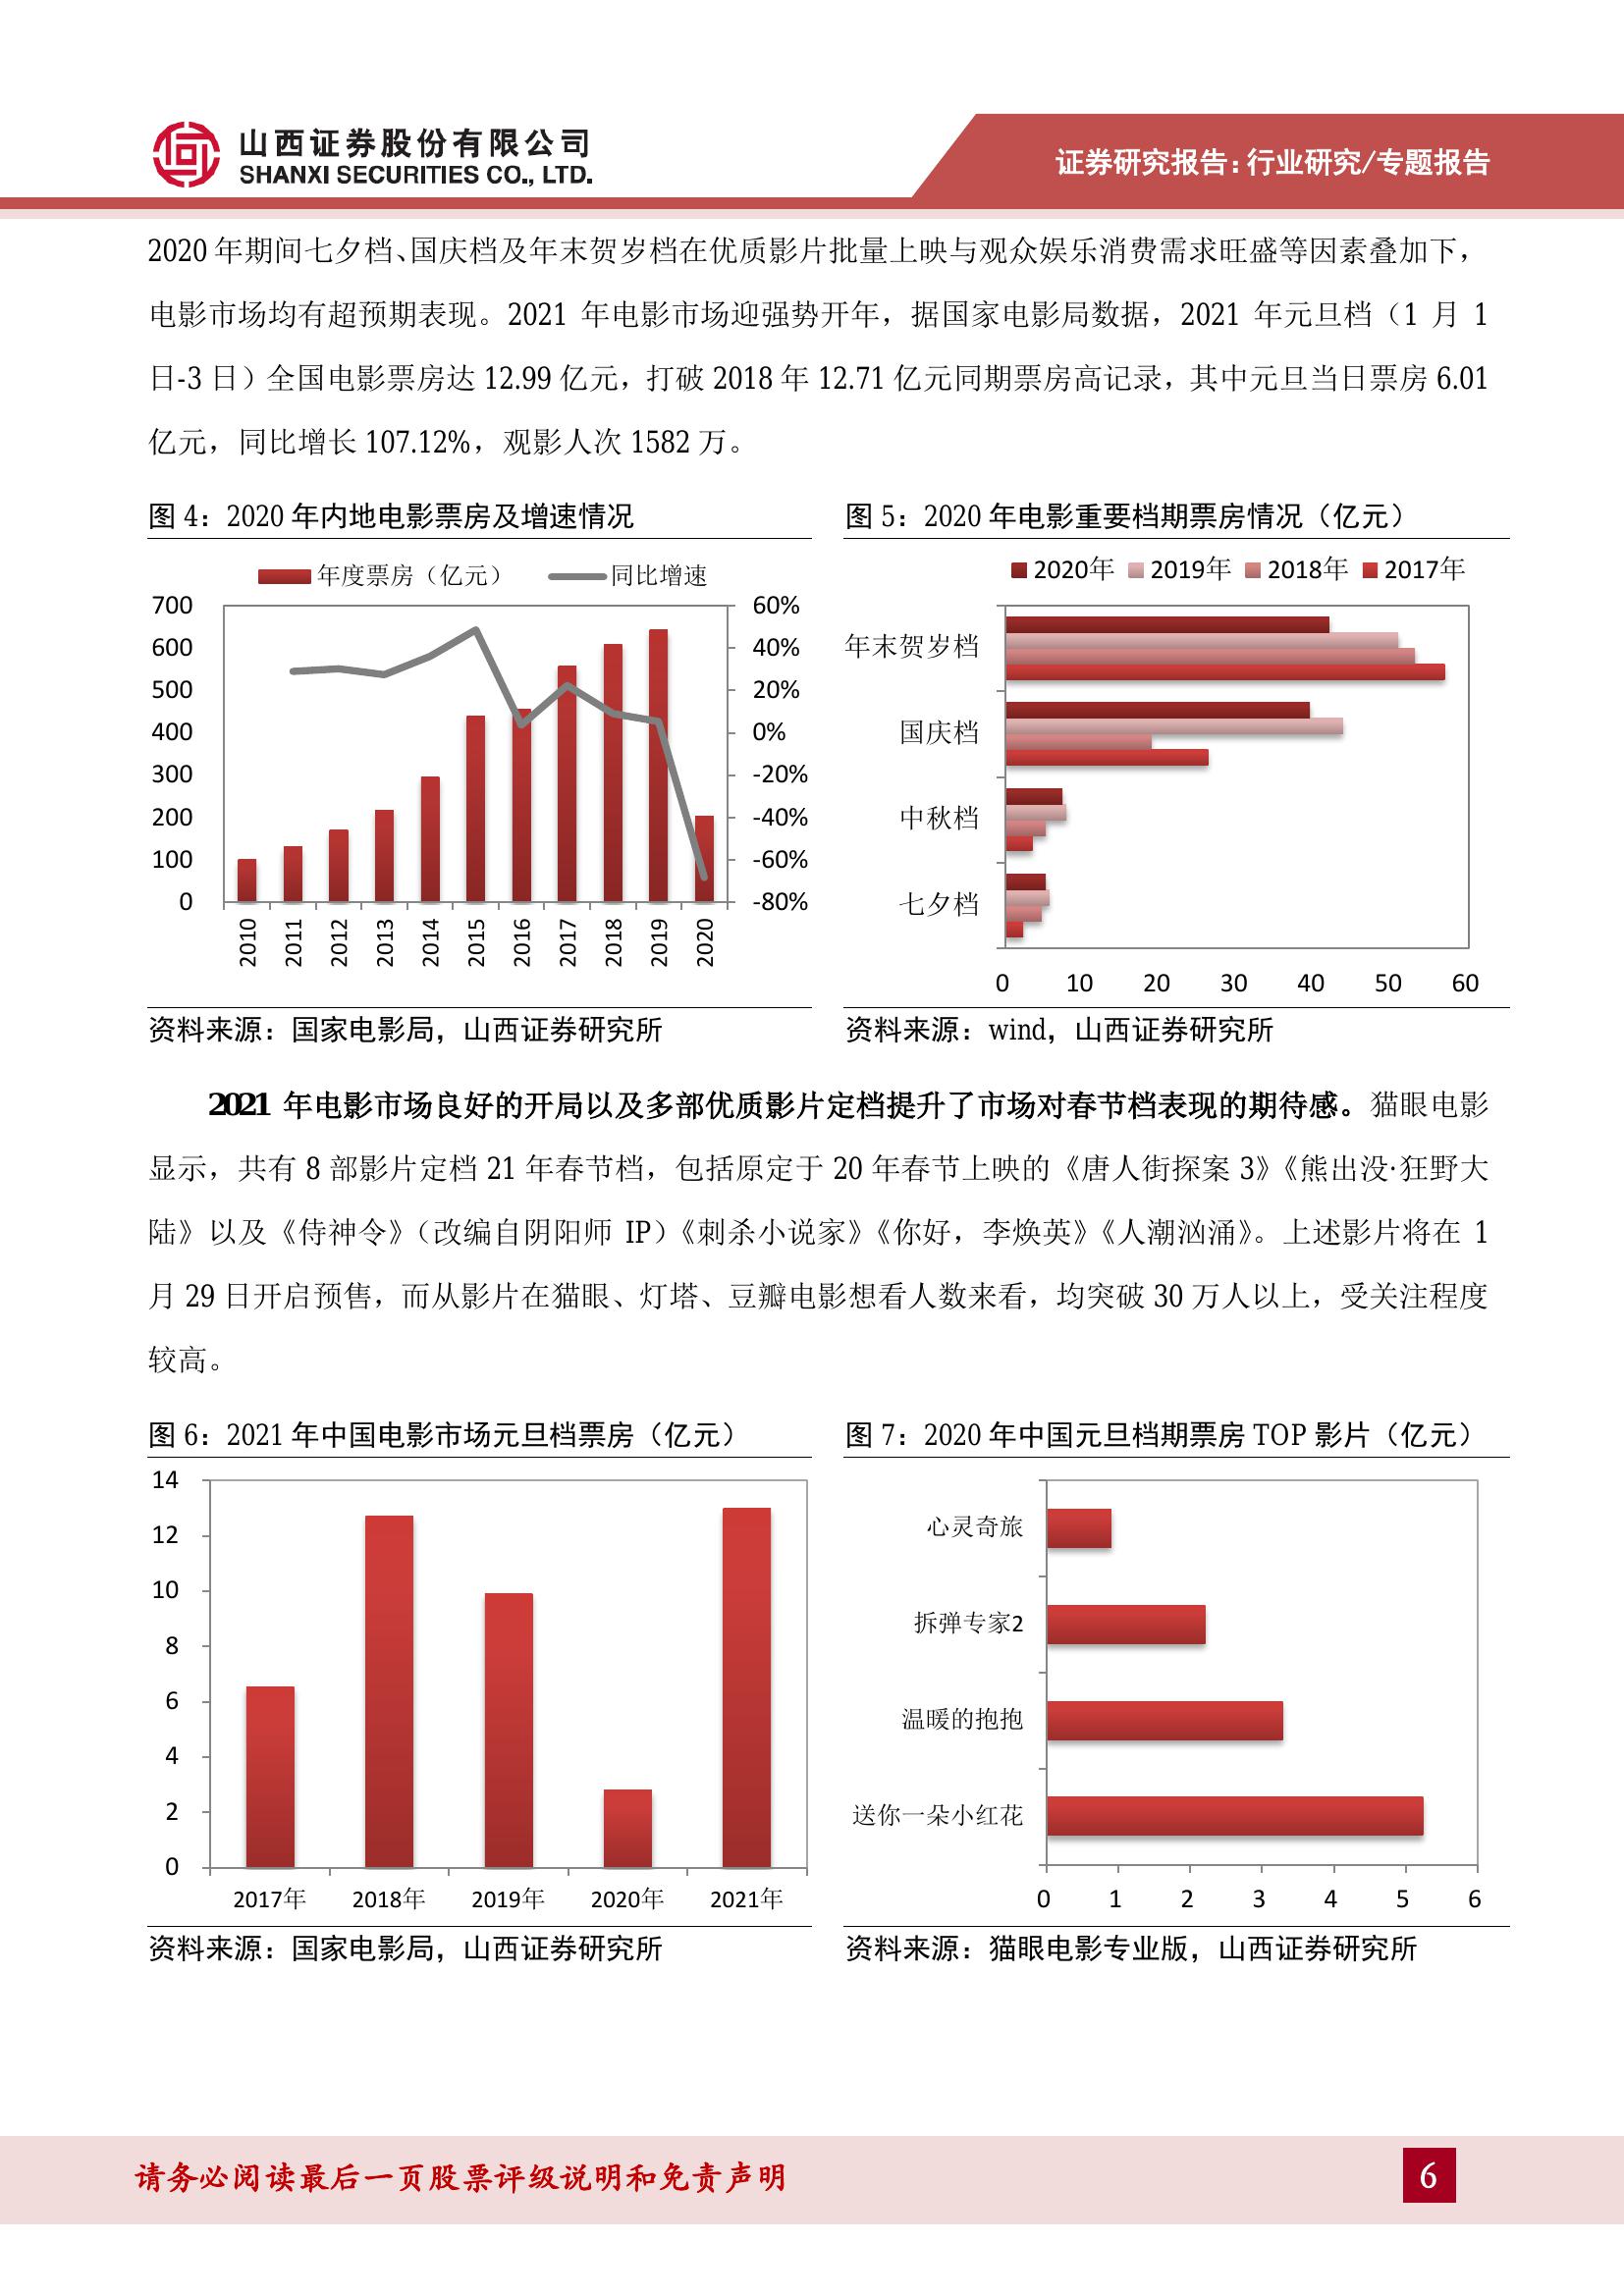 山西证券股份有限公司
SHANXI SECURITIES CO., LTD.
证券研究报告:行业研究/专题报告
2020 年期间七夕档、国庆档及年末贺岁档在优质影片批量上映与观众娱乐消费需求旺盛等因素叠加下，
电影市场均有超预期表现。2021 年电影市场迎强势开年，据国家电影局数据，2021 年元旦档（1 月 1
日-3 日）全国电影票房达 12.99 亿元，打破 2018 年 12.71 亿元同期票房高记录，其中元旦当日票房 6.01
亿元，同比增长 107.12%，观影人次 1582 万。
图 4：2020 年内地电影票房及增速情况
年度票房（亿元） 同比增速
700
600
500
400
300
200
100
0
60%
40%
20%
0%
-20%
-40%
-60%
-80%
2010 2011 2012 2013 2014 2015 2016 2017 2018 2019 2020
资料来源：国家电影局，山西证券研究所
图 5：2020 年电影重要档期票房情况（亿元）
2020年 2019年 2018年 2017年
年末贺岁档
国庆档
中秋档
七夕档
0 10 20 30 40 50 60
资料来源：wind，山西证券研究所
2021 年电影市场良好的开局以及多部优质影片定档提升了市场对春节档表现的期待感。猫眼电影
显示，共有 8 部影片定档 21 年春节档，包括原定于 20 年春节上映的《唐人街探案 3》《熊出没·狂野大
陆》以及《侍神令》（改编自阴阳师 IP）《刺杀小说家》《你好，李焕英》《人潮汹涌》。上述影片将在 1
月 29 日开启预售，而从影片在猫眼、灯塔、豆瓣电影想看人数来看，均突破 30 万人以上，受关注程度
较高。
图 6：2021 年中国电影市场元旦档票房（亿元）
14
12
10
8
6
4
2
0
2017年 2018年 2019年 2020年 2021年
资料来源：国家电影局，山西证券研究所
图 7：2020 年中国元旦档期票房 TOP 影片（亿元）
心灵奇旅
拆弹专家2
温暖的抱抱
送你一朵小红花
0 1 2 3 4 5 6
资料来源：猫眼电影专业版，山西证券研究所
请务必阅读最后一页股票评级说明和免责声明
6